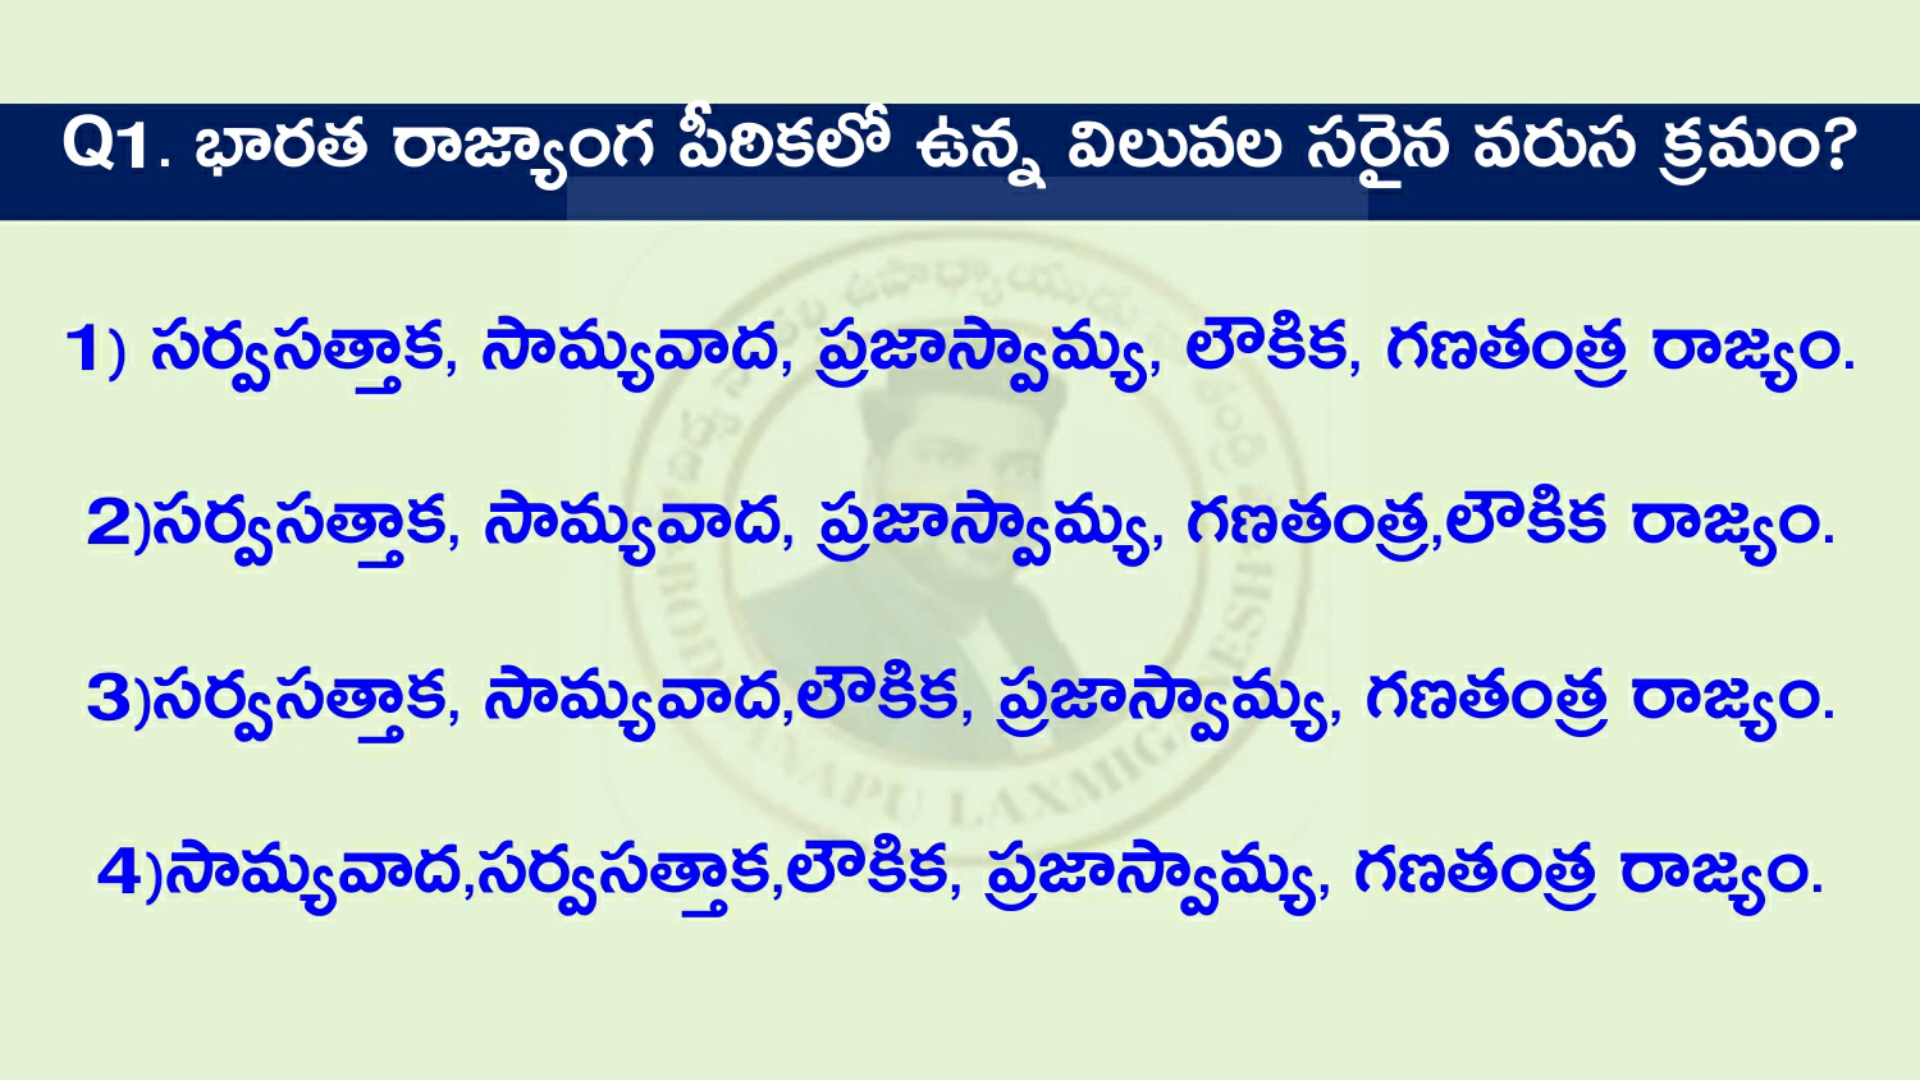 Q1. భారత రాజ్యాంగ పీఠికలో ఉన్న విలువల సరైన వరుస క్రమం?
1) సర్వసత్తాక, సామ్యవాద, ప్రజాస్వామ్య, లౌకిక, గణతంత్ర రాజ్యం.
2)సర్వసత్తాక, సామ్యవాద, ప్రజాస్వామ్య, గణతంత్ర,లౌకిక రాజ్యం.
3)సర్వసత్తాక, సామ్యవాద,లౌకిక, ప్రజాస్వామ్య, గణతంత్ర రాజ్యం.
4)సామ్యవాద,సర్వసత్తాక,లౌకిక, ప్రజాస్వామ్య, గణతంత్ర రాజ్యం.